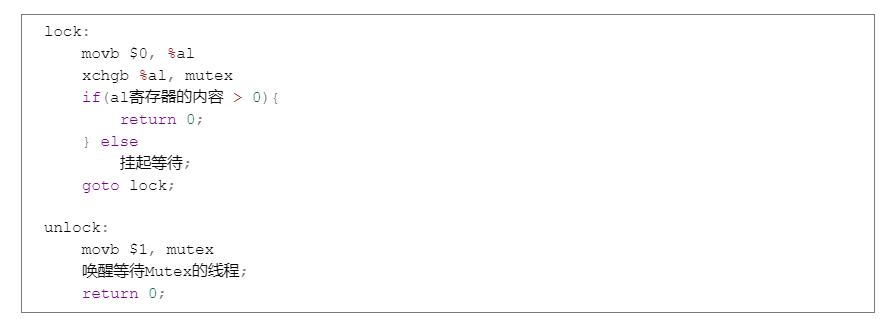 lock:
    movb $0, %al
    xchgb %al, mutex
    if(al寄存器的内容 > 0){
        return 0;
    } else
        挂起等待;
    goto lock;

unlock:
    movb $1, mutex
    唤醒等待Mutex的线程;
    return 0;